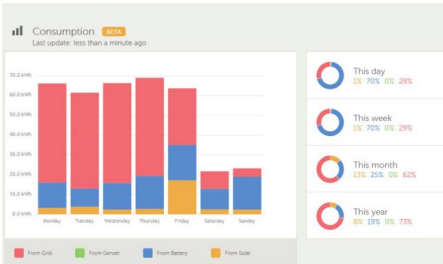 Consumption BETA
Last update: less than a minute ago
70.0 kWh
60.0 kWh
50.0 kWh
40.0 kWh
30.0 kWh
20.0 kWh
10.0 kWh
0.0 kWh
Monday Tuesday Wednesday Thursday Friday Saturday Sunday
From Grid From Genset From Battery From Solar
This day
1% 70% 0% 29%
This week
1% 70% 0% 29%
This month
13% 25% 0% 62%
This year
8% 19% 0% 73%